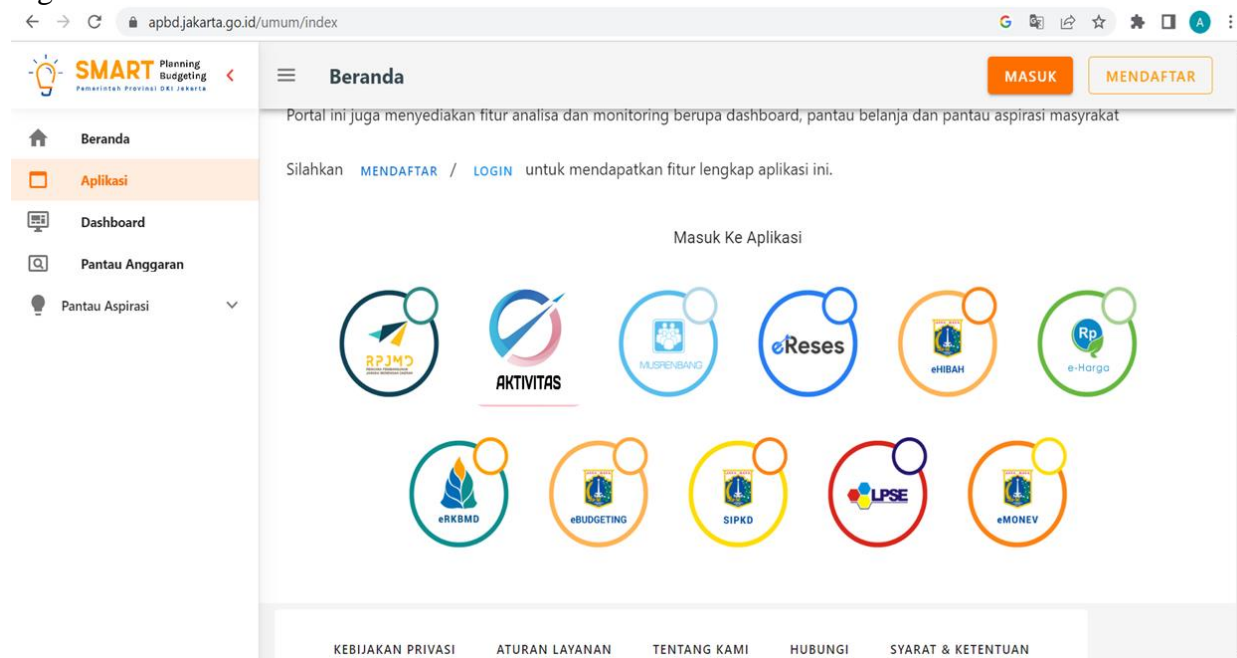 apbd.jakarta.go.id/umum/index
A
SMART Planning Budgeting
Pemerintah Provinsi DKI Jakarta
Beranda
MASUK
MENDAFTAR
Beranda
Aplikasi
Dashboard
Pantau Anggaran
Pantau Aspirasi
Portal ini juga menyediakan fitur analisa dan monitoring berupa dashboard, pantau belanja dan pantau aspirasi masyrakat
Silahkan MENDAFTAR / LOGIN untuk mendapatkan fitur lengkap aplikasi ini.
Masuk Ke Aplikasi
RPJMD
AKTIVITAS
MUSRENBANG
eReses
eHIBAH
Rp
e-Harga
eRKBMD
eBUDGETING
SIPKD
LPSE
eMONEV
KEBIJAKAN PRIVASI ATURAN LAYANAN TENTANG KAMI HUBUNGI SYARAT & KETENTUAN